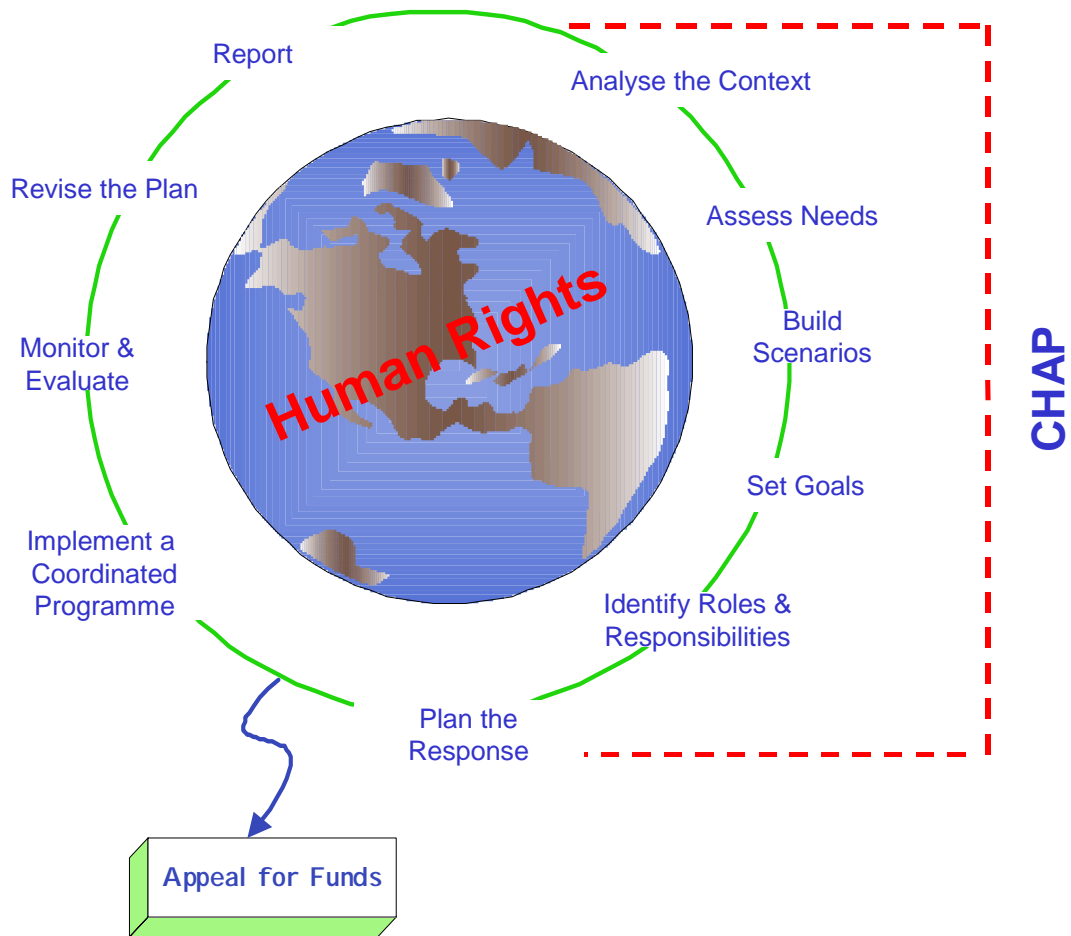 Report
Analyse the Context
Revise the Plan
Assess Needs
Human Rights
Build
Scenarios
CHAP
Monitor &
Evaluate
Set Goals
Implement a
Coordinated
Programme
Identify Roles &
Responsibilities
Plan the
Response
Appeal for Funds